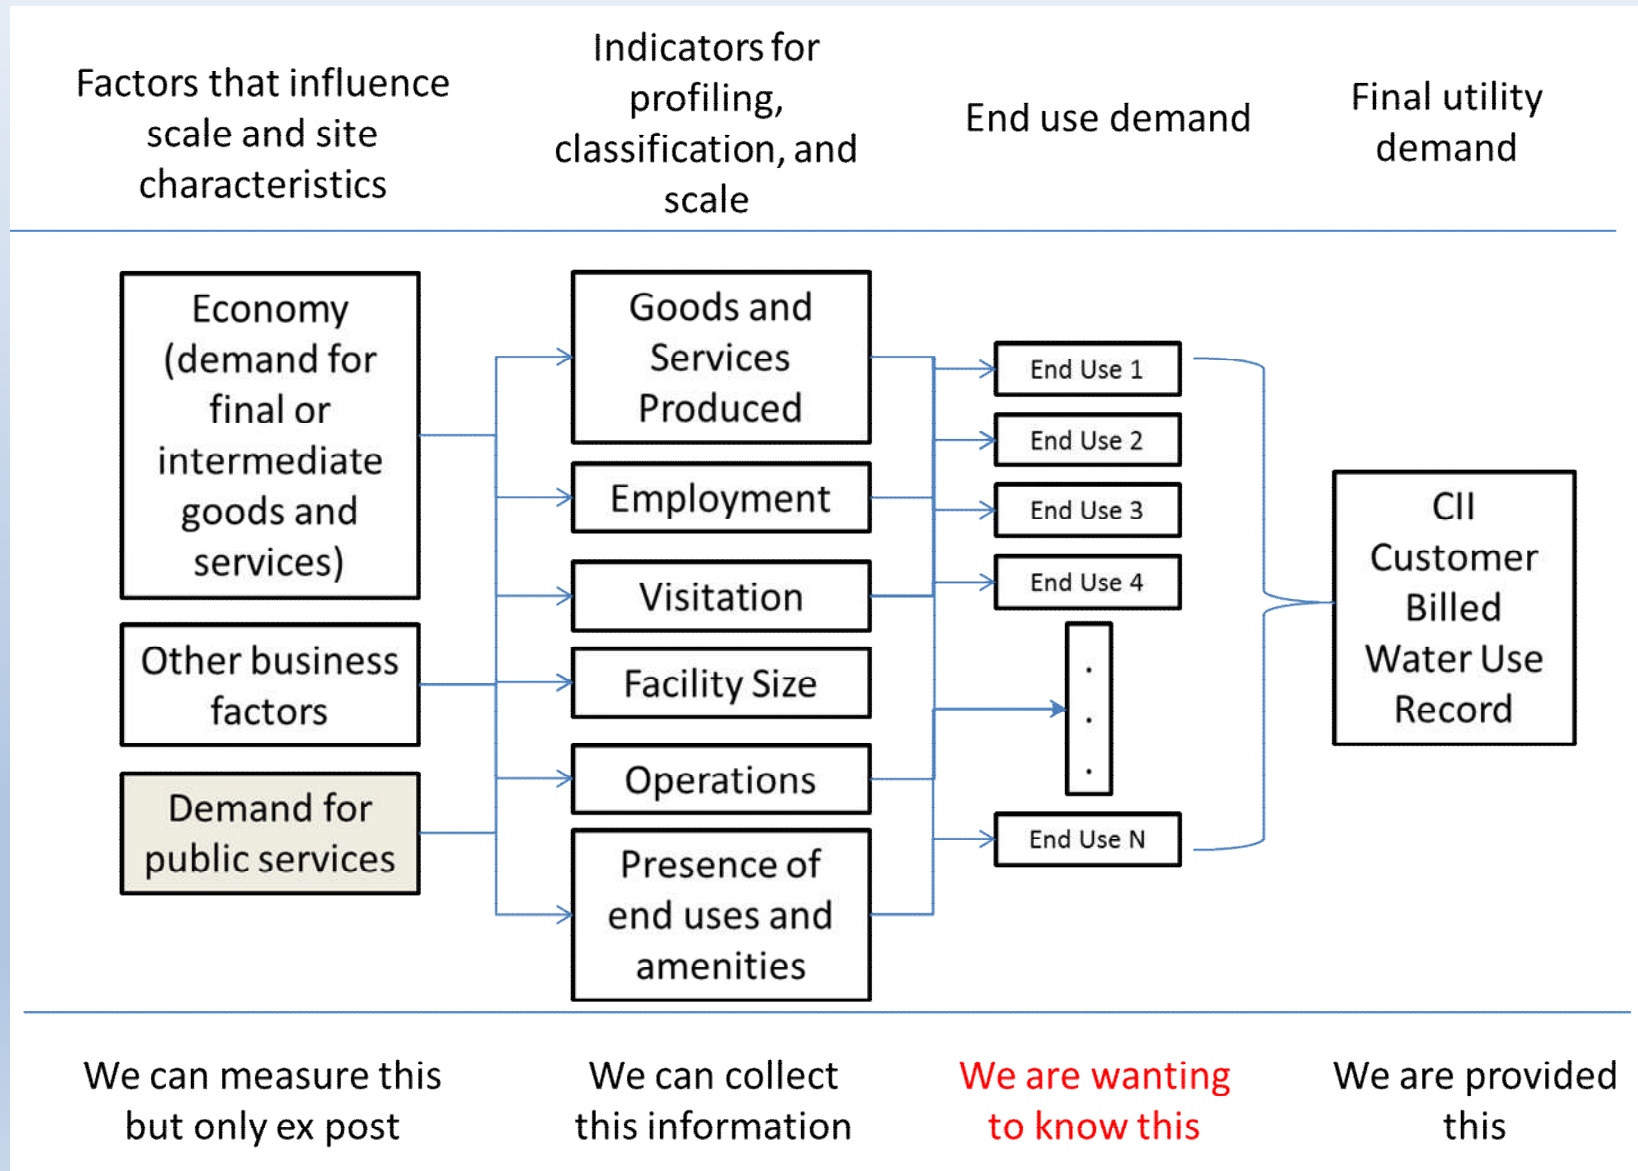 Factors that influence
scale and site
characteristics
Indicators for
profiling,
classification, and
scale
End use demand
Final utility
demand
Economy
(demand for
final or
intermediate
goods and
services)
Other business
factors
Demand for
public services
Goods and
Services
Produced
Employment
Visitation
Facility Size
Operations
Presence of
end uses and
amenities
End Use 1
End Use 2
End Use 3
End Use 4
.
.
.
End Use N
CII
Customer
Billed
Water Use
Record
We can measure this
but only ex post
We can collect
this information
We are wanting
to know this
We are provided
this